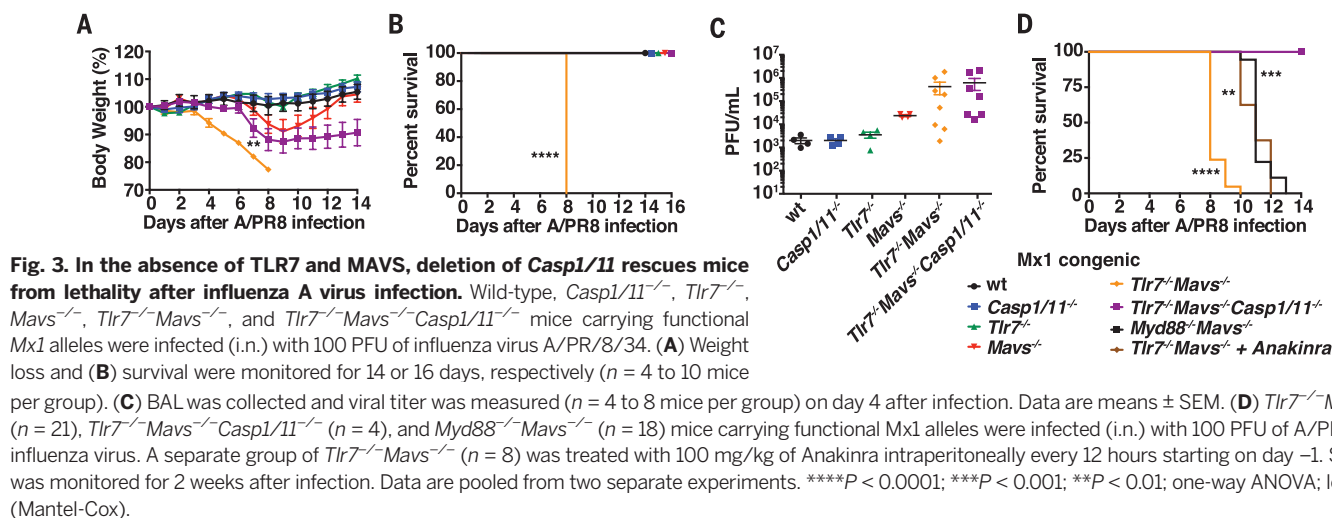 A
Body Weight (%)
120
110
100
90
80
70
**
0 2 4 6 8 10 12 14
Days after A/PR8 infection
B
Percent survival
100
75
50
25
0
****
0 2 4 6 8 10 12 14 16
Days after A/PR8 infection
C
PFU/mL
10⁷
10⁶
10⁵
10⁴
10³
10²
10¹
wt
Casp1/11⁻/⁻
Tlr7⁻/⁻
Mavs⁻/⁻
Tlr7⁻/⁻Mavs⁻/⁻
Tlr7⁻/⁻Mavs⁻/⁻Casp1/11⁻/⁻
D
Percent survival
100
75
50
25
0
***
**
****
0 2 4 6 8 10 12 14
Days after A/PR8 infection
Mx1 congenic
wt
Casp1/11⁻/⁻
Tlr7⁻/⁻
Mavs⁻/⁻
Tlr7⁻/⁻Mavs⁻/⁻
Tlr7⁻/⁻Mavs⁻/⁻Casp1/11⁻/⁻
Myd88⁻/⁻Mavs⁻/⁻
Tlr7⁻/⁻Mavs⁻/⁻ + Anakinra
Fig. 3. In the absence of TLR7 and MAVS, deletion of Casp1/11 rescues mice
from lethality after influenza A virus infection. Wild-type, Casp1/11⁻/⁻, Tlr7⁻/⁻,
Mavs⁻/⁻, Tlr7⁻/⁻Mavs⁻/⁻, and Tlr7⁻/⁻Mavs⁻/⁻Casp1/11⁻/⁻ mice carrying functional
Mx1 alleles were infected (i.n.) with 100 PFU of influenza virus A/PR/8/34. (A) Weight
loss and (B) survival were monitored for 14 or 16 days, respectively (n = 4 to 10 mice
per group). (C) BAL was collected and viral titer was measured (n = 4 to 8 mice per group) on day 4 after infection. Data are means ± SEM. (D) Tlr7⁻/⁻M
(n = 21), Tlr7⁻/⁻Mavs⁻/⁻Casp1/11⁻/⁻ (n = 4), and Myd88⁻/⁻Mavs⁻/⁻ (n = 18) mice carrying functional Mx1 alleles were infected (i.n.) with 100 PFU of A/P
influenza virus. A separate group of Tlr7⁻/⁻Mavs⁻/⁻ (n = 8) was treated with 100 mg/kg of Anakinra intraperitoneally every 12 hours starting on day −1. S
was monitored for 2 weeks after infection. Data are pooled from two separate experiments. ****P < 0.0001; ***P < 0.001; **P < 0.01; one-way ANOVA; l
(Mantel-Cox).